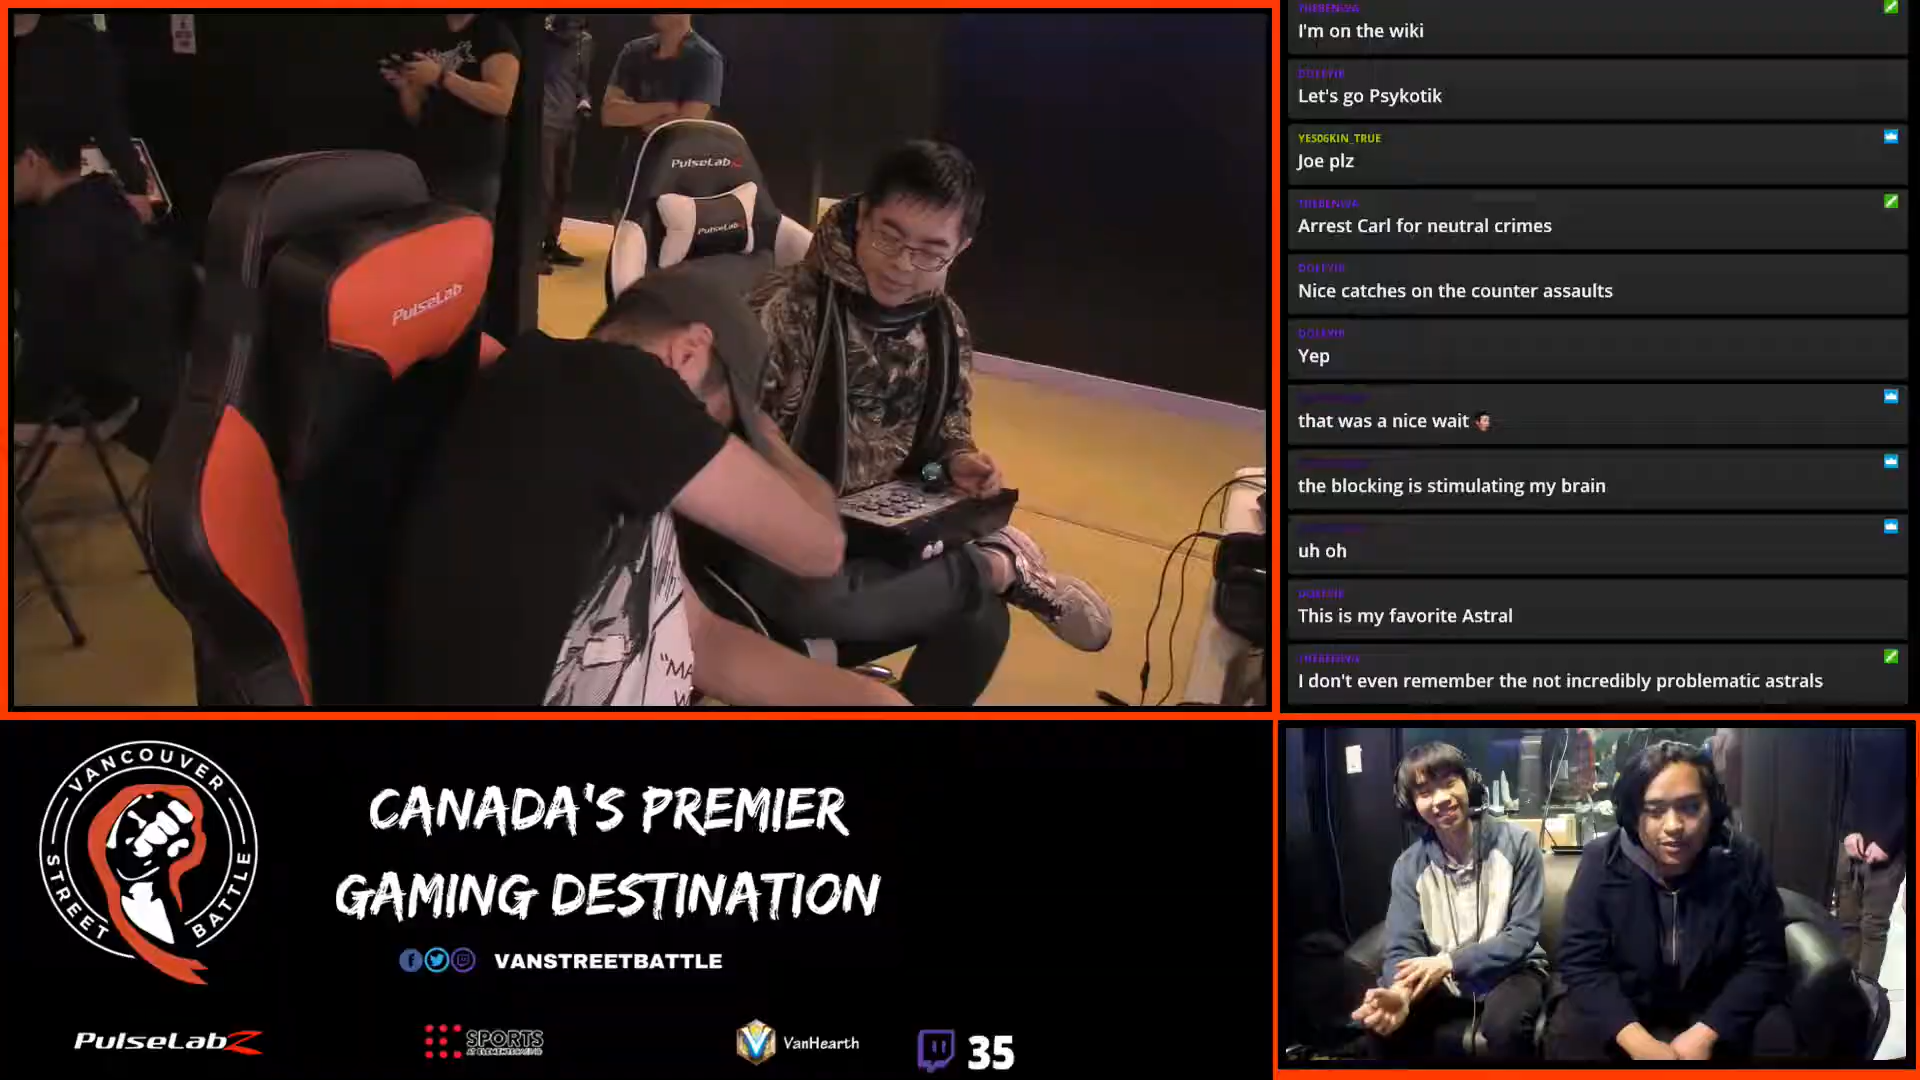 PulseLab
PulseLab
PulseLab
"MA
W
I'm on the wiki
Let's go Psykotik
YES06KIN_TRUE
Joe plz
Arrest Carl for neutral crimes
Nice catches on the counter assaults
Yep
that was a nice wait
the blocking is stimulating my brain
uh oh
This is my favorite Astral
I don't even remember the not incredibly problematic astrals
VANCOUVER
STREET BATTLE
CANADA'S PREMIER
GAMING DESTINATION
VANSTREETBATTLE
PulseLabZ
SPORTS
VanHearth
35